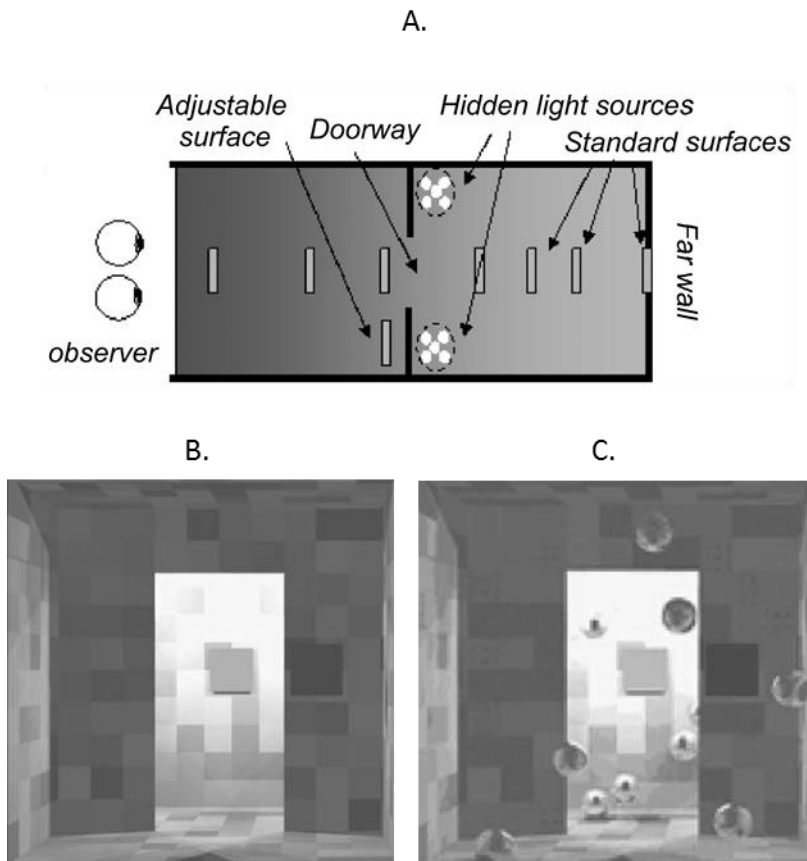 A.
Adjustable
surface
Doorway
Hidden light sources
Standard surfaces
Far wall
observer
B.
C.